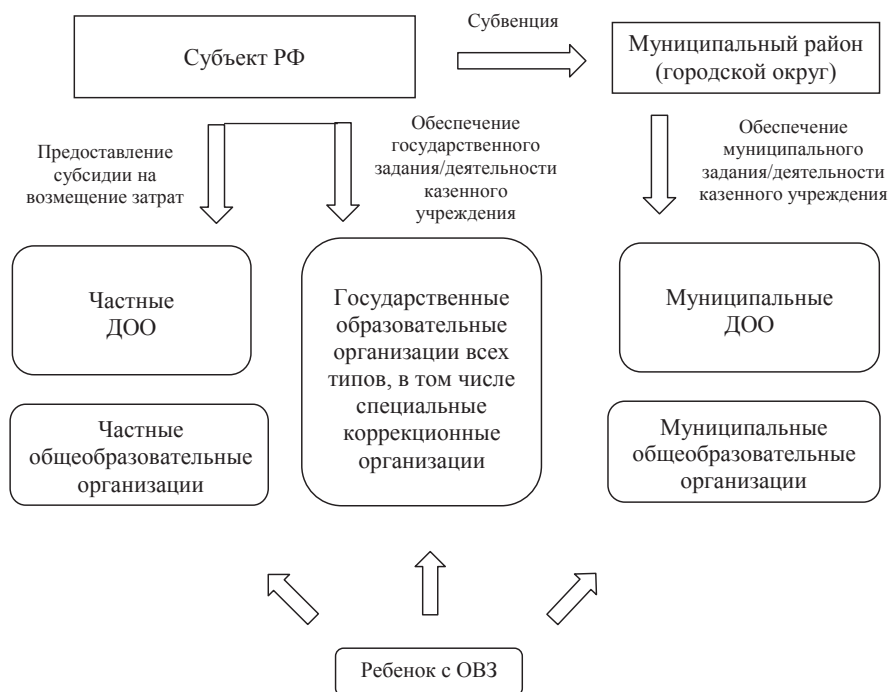 Субъект РФ
Субвенция
Муниципальный район
(городской округ)
Предоставление
субсидии на
возмещение затрат
Обеспечение
государственного
задания/деятельности
казенного
учреждения
Обеспечение
муниципального
задания/деятельности
казенного учреждения
Частные
ДОО
Государственные
образовательные
организации всех
типов, в том числе
специальные
коррекционные
организации
Муниципальные
ДОО
Частные
общеобразовательные
организации
Муниципальные
общеобразовательные
организации
Ребенок с ОВЗ